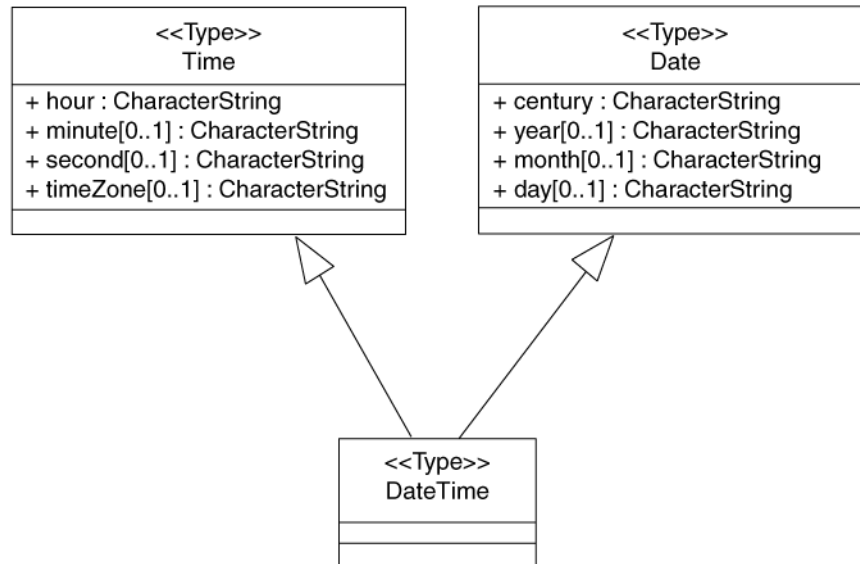 <<Type>>
Time
+ hour : CharacterString
+ minute[0..1] : CharacterString
+ second[0..1] : CharacterString
+ timeZone[0..1] : CharacterString
<<Type>>
Date
+ century : CharacterString
+ year[0..1] : CharacterString
+ month[0..1] : CharacterString
+ day[0..1] : CharacterString
<<Type>>
DateTime